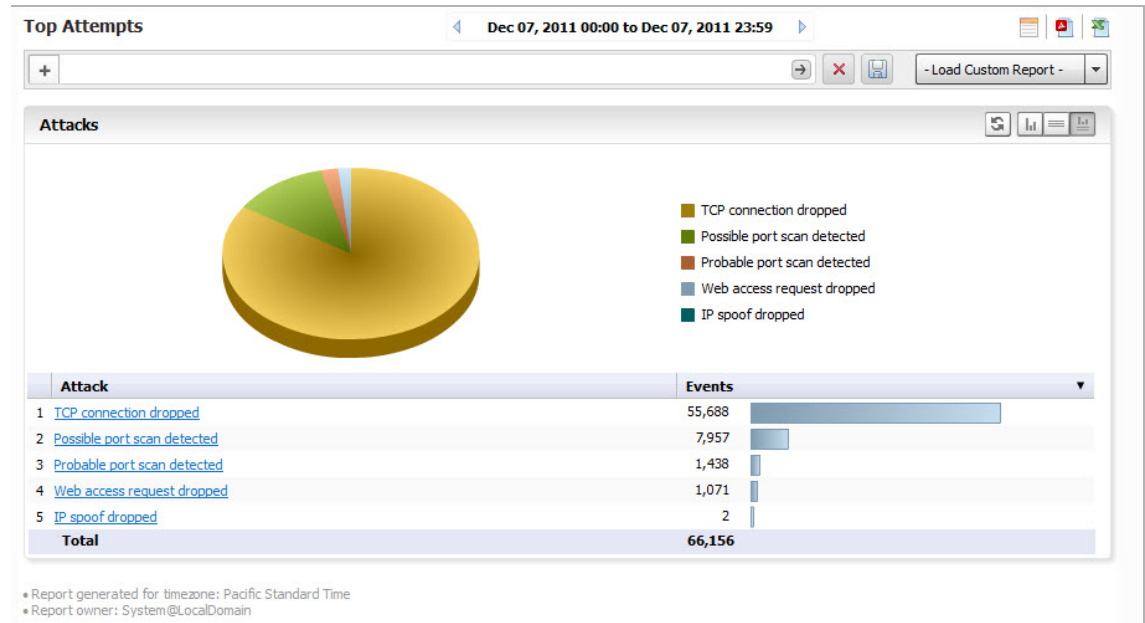 Top Attempts
Dec 07, 2011 00:00 to Dec 07, 2011 23:59
- Load Custom Report -
Attacks
TCP connection dropped
Possible port scan detected
Probable port scan detected
Web access request dropped
IP spoof dropped
Attack Events
1 TCP connection dropped 55,688
2 Possible port scan detected 7,957
3 Probable port scan detected 1,438
4 Web access request dropped 1,071
5 IP spoof dropped 2
Total 66,156
• Report generated for timezone: Pacific Standard Time
• Report owner: System@LocalDomain